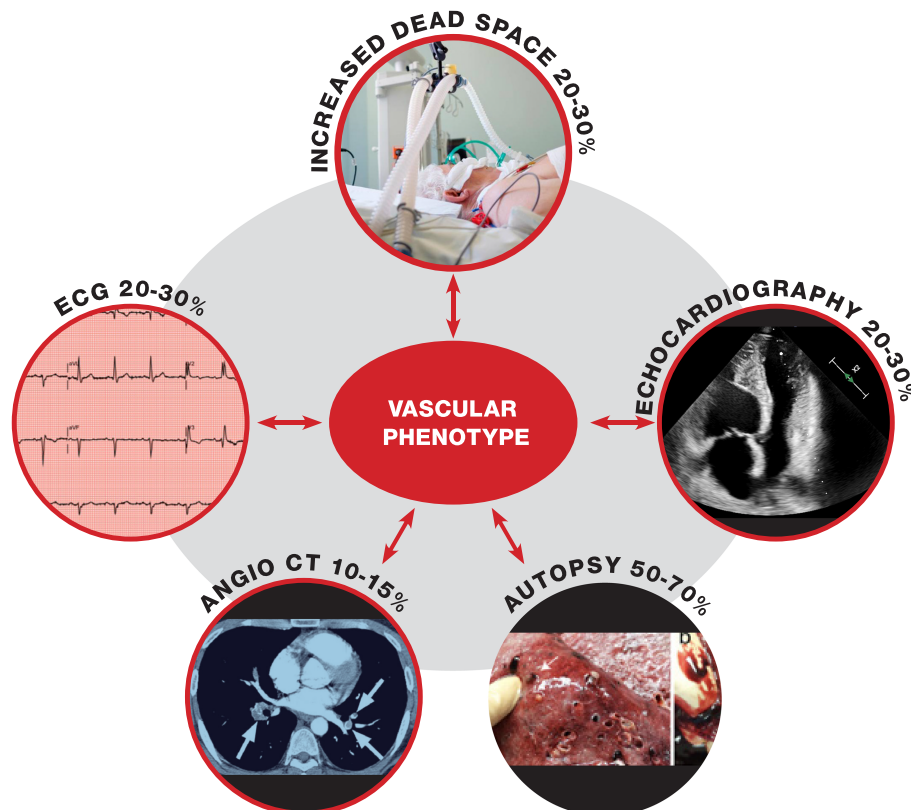 INCREASED DEAD SPACE 20-30%
ECG 20-30%
ECHOCARDIOGRAPHY 20-30%
VASCULAR
PHENOTYPE
ANGIO CT 10-15%
AUTOPSY 50-70%
b